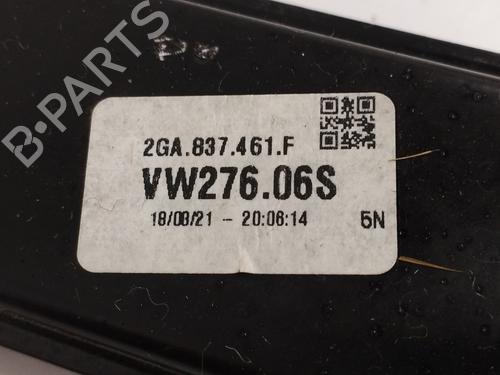 B-PARTS
2GA.837.461.F
VW276.06S
18/08/21 - 20:06:14 5N